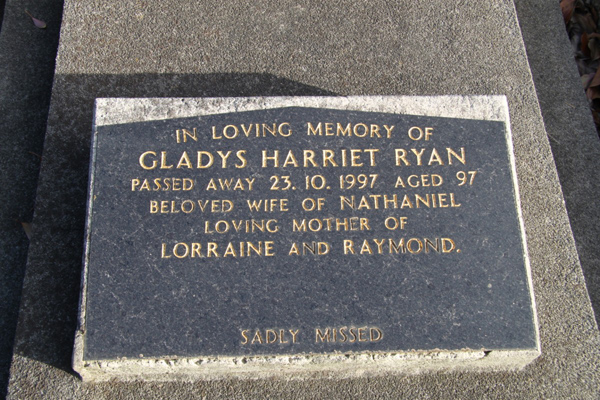 IN LOVING MEMORY OF
GLADYS HARRIET RYAN
PASSED AWAY 23. 10. 1997 AGED 97
BELOVED WIFE OF NATHANIEL
LOVING MOTHER OF
LORRAINE AND RAYMOND.
SADLY MISSED